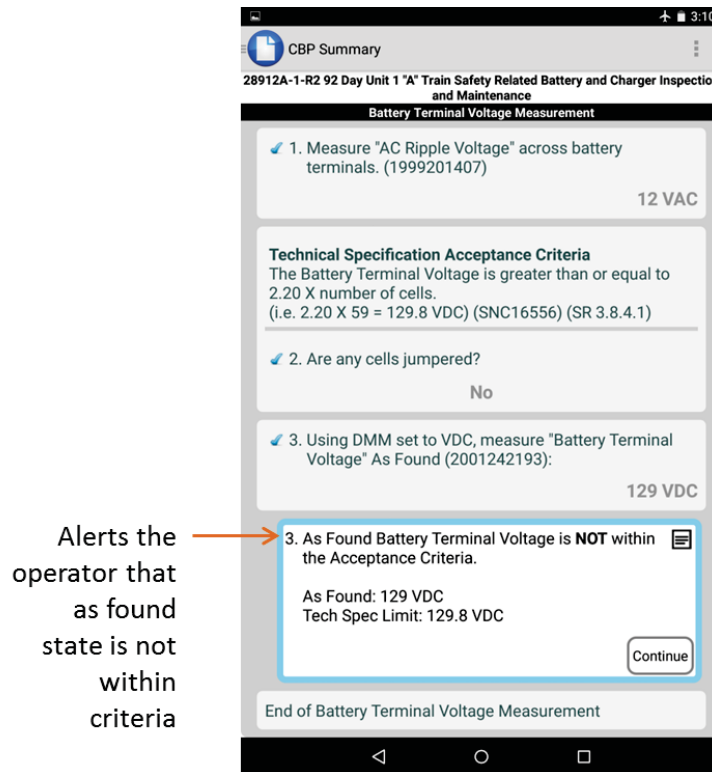 3:10
CBP Summary
28912A-1-R2 92 Day Unit 1 "A" Train Safety Related Battery and Charger Inspectio
and Maintenance
Battery Terminal Voltage Measurement
1. Measure "AC Ripple Voltage" across battery
terminals. (1999201407)
12 VAC
Technical Specification Acceptance Criteria
The Battery Terminal Voltage is greater than or equal to
2.20 X number of cells.
(i.e. 2.20 X 59 = 129.8 VDC) (SNC16556) (SR 3.8.4.1)
2. Are any cells jumpered?
No
3. Using DMM set to VDC, measure "Battery Terminal
Voltage" As Found (2001242193):
129 VDC
3. As Found Battery Terminal Voltage is NOT within
the Acceptance Criteria.
As Found: 129 VDC
Tech Spec Limit: 129.8 VDC
Continue
End of Battery Terminal Voltage Measurement
Alerts the
operator that
as found
state is not
within
criteria